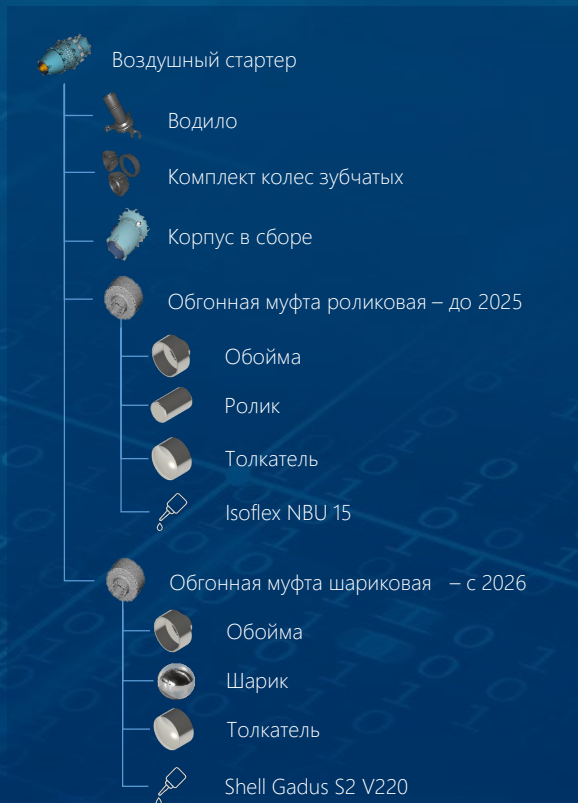 Воздушный стартер
Водило
Комплект колес зубчатых
Корпус в сборе
Обгонная муфта роликовая – до 2025
Обойма
Ролик
Толкатель
Isoflex NBU 15
Обгонная муфта шариковая – с 2026
Обойма
Шарик
Толкатель
Shell Gadus S2 V220